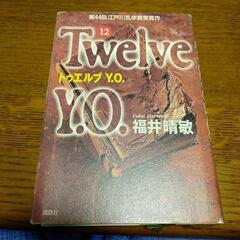 第44回江戸川乱歩賞受賞作
12
Twelve
トゥエルブ Y.O.
Y.O.
Fukui Harutoshi
福井晴敏
講談社